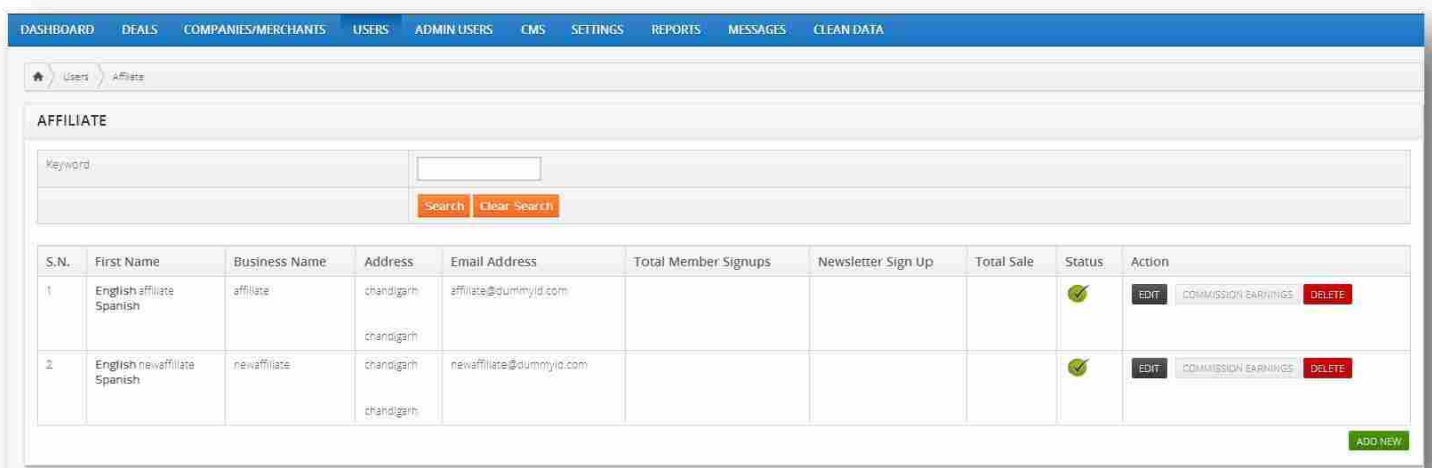 DASHBOARD DEALS COMPANIES/MERCHANTS USERS ADMIN USERS CMS SETTINGS REPORTS MESSAGES CLEAN DATA
Users Affiliate
AFFILIATE
Keyword
Search Clear Search
S.N. First Name Business Name Address Email Address Total Member Signups Newsletter Sign Up Total Sale Status Action
1 English affiliate affiliate chandigarh affiliate@dummyid.com EDIT COMMISSION EARNINGS DELETE
Spanish
chandigarh
2 English newaffiliate newaffiliate chandigarh newaffiliate@dummyid.com EDIT COMMISSION EARNINGS DELETE
Spanish
chandigarh
ADD NEW